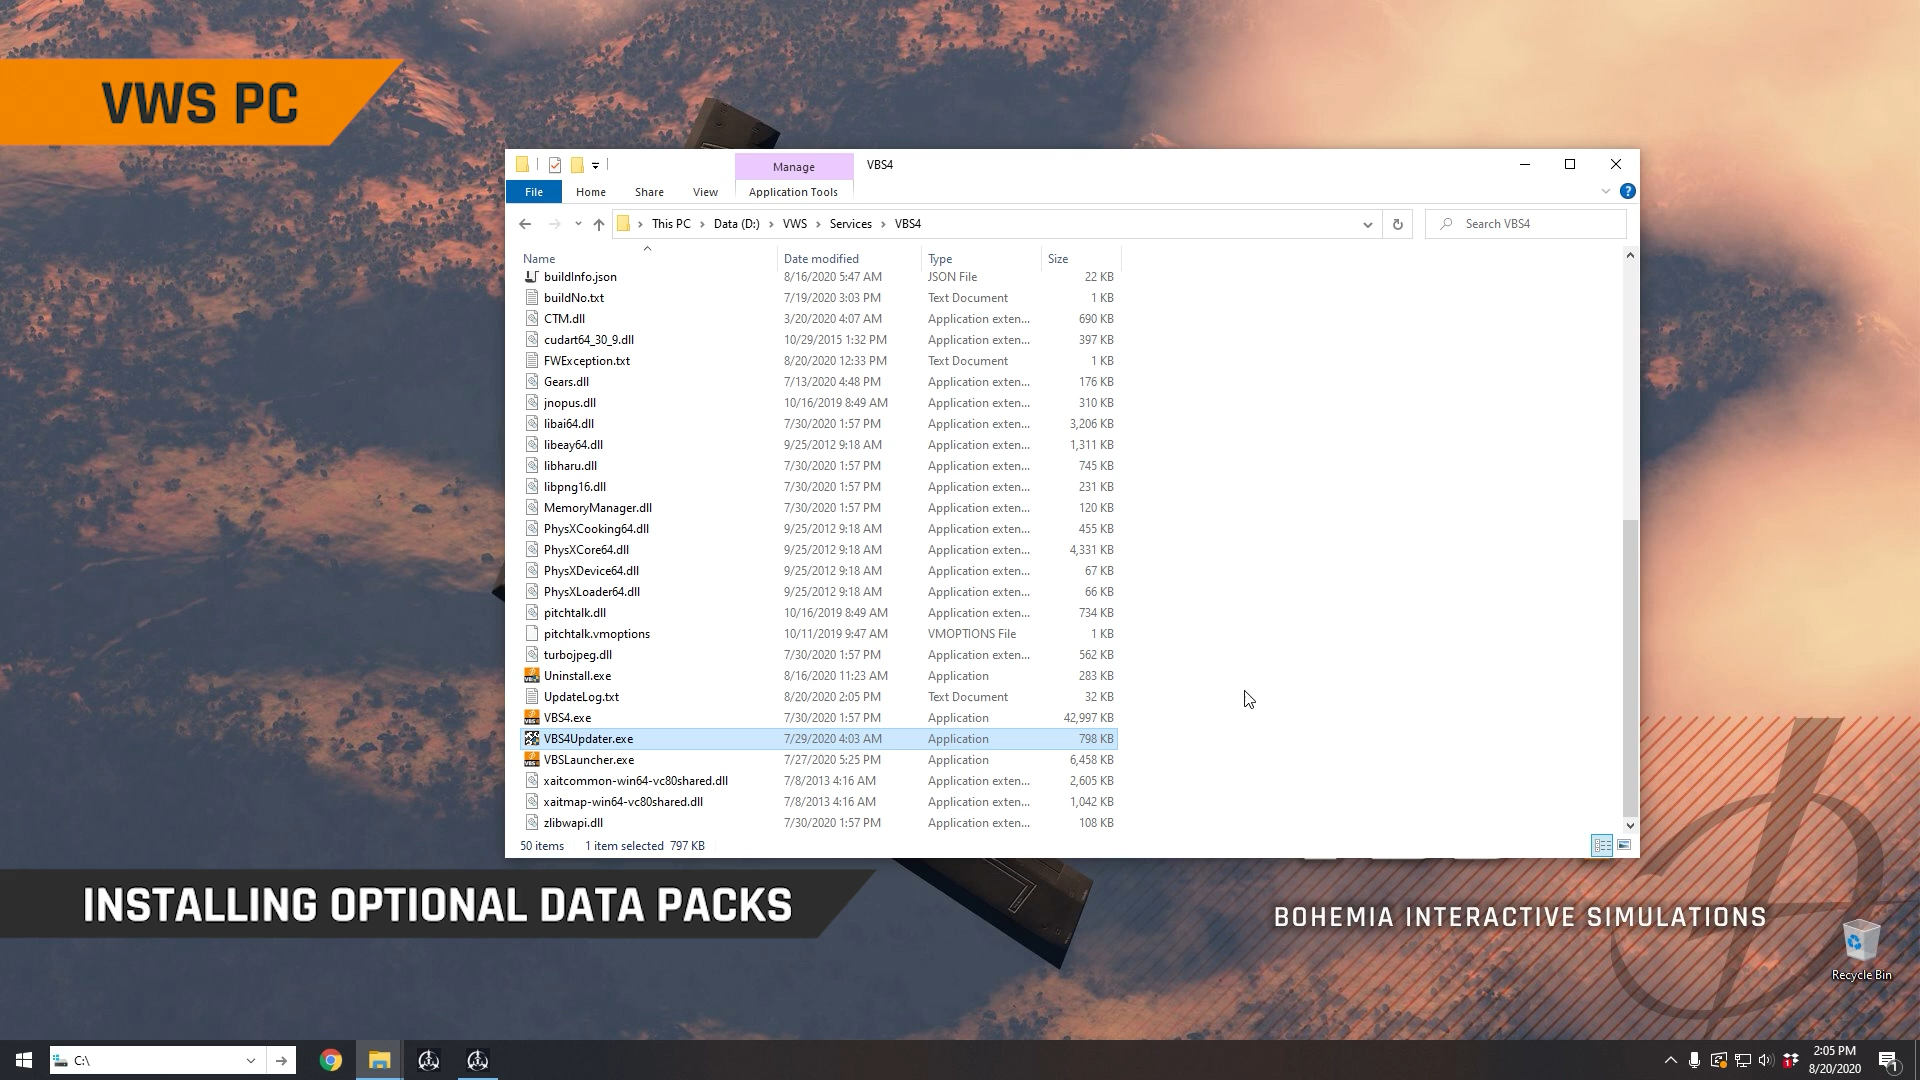 VWS PC
Manage
VBS4
File
Home
Share
View
Application Tools
?
This PC > Data (D:) > VWS > Services > VBS4
Search VBS4
Name Date modified Type Size
buildInfo.json 8/16/2020 5:47 AM JSON File 22 KB
buildNo.txt 7/19/2020 3:03 PM Text Document 1 KB
CTM.dll 3/20/2020 4:07 AM Application exten... 690 KB
cudart64_30_9.dll 10/29/2015 1:32 PM Application exten... 397 KB
FWException.txt 8/20/2020 12:33 PM Text Document 1 KB
Gears.dll 7/13/2020 4:48 PM Application exten... 176 KB
jnopus.dll 10/16/2019 8:49 AM Application exten... 310 KB
libai64.dll 7/30/2020 1:57 PM Application exten... 3,206 KB
libeay64.dll 9/25/2012 9:18 AM Application exten... 1,311 KB
libharu.dll 7/30/2020 1:57 PM Application exten... 745 KB
libpng16.dll 7/30/2020 1:57 PM Application exten... 231 KB
MemoryManager.dll 7/30/2020 1:57 PM Application exten... 120 KB
PhysXCooking64.dll 9/25/2012 9:18 AM Application exten... 455 KB
PhysXCore64.dll 9/25/2012 9:18 AM Application exten... 4,331 KB
PhysXDevice64.dll 9/25/2012 9:18 AM Application exten... 67 KB
PhysXLoader64.dll 9/25/2012 9:18 AM Application exten... 66 KB
pitchtalk.dll 10/16/2019 8:49 AM Application exten... 734 KB
pitchtalk.vmoptions 10/11/2019 9:47 AM VMOPTIONS File 1 KB
turbojpeg.dll 7/30/2020 1:57 PM Application exten... 562 KB
Uninstall.exe 8/16/2020 11:23 AM Application 283 KB
UpdateLog.txt 8/20/2020 2:05 PM Text Document 32 KB
VBS4.exe 7/30/2020 1:57 PM Application 42,997 KB
VBS4Updater.exe 7/29/2020 4:03 AM Application 798 KB
VBSLauncher.exe 7/27/2020 5:25 PM Application 6,458 KB
xaitcommon-win64-vc80shared.dll 7/8/2013 4:16 AM Application exten... 2,605 KB
xaitmap-win64-vc80shared.dll 7/8/2013 4:16 AM Application exten... 1,042 KB
zlibwapi.dll 7/30/2020 1:57 PM Application exten... 108 KB
50 items 1 item selected 797 KB
INSTALLING OPTIONAL DATA PACKS
BOHEMIA INTERACTIVE SIMULATIONS
Recycle Bin
C:\
2:05 PM
8/20/2020
1